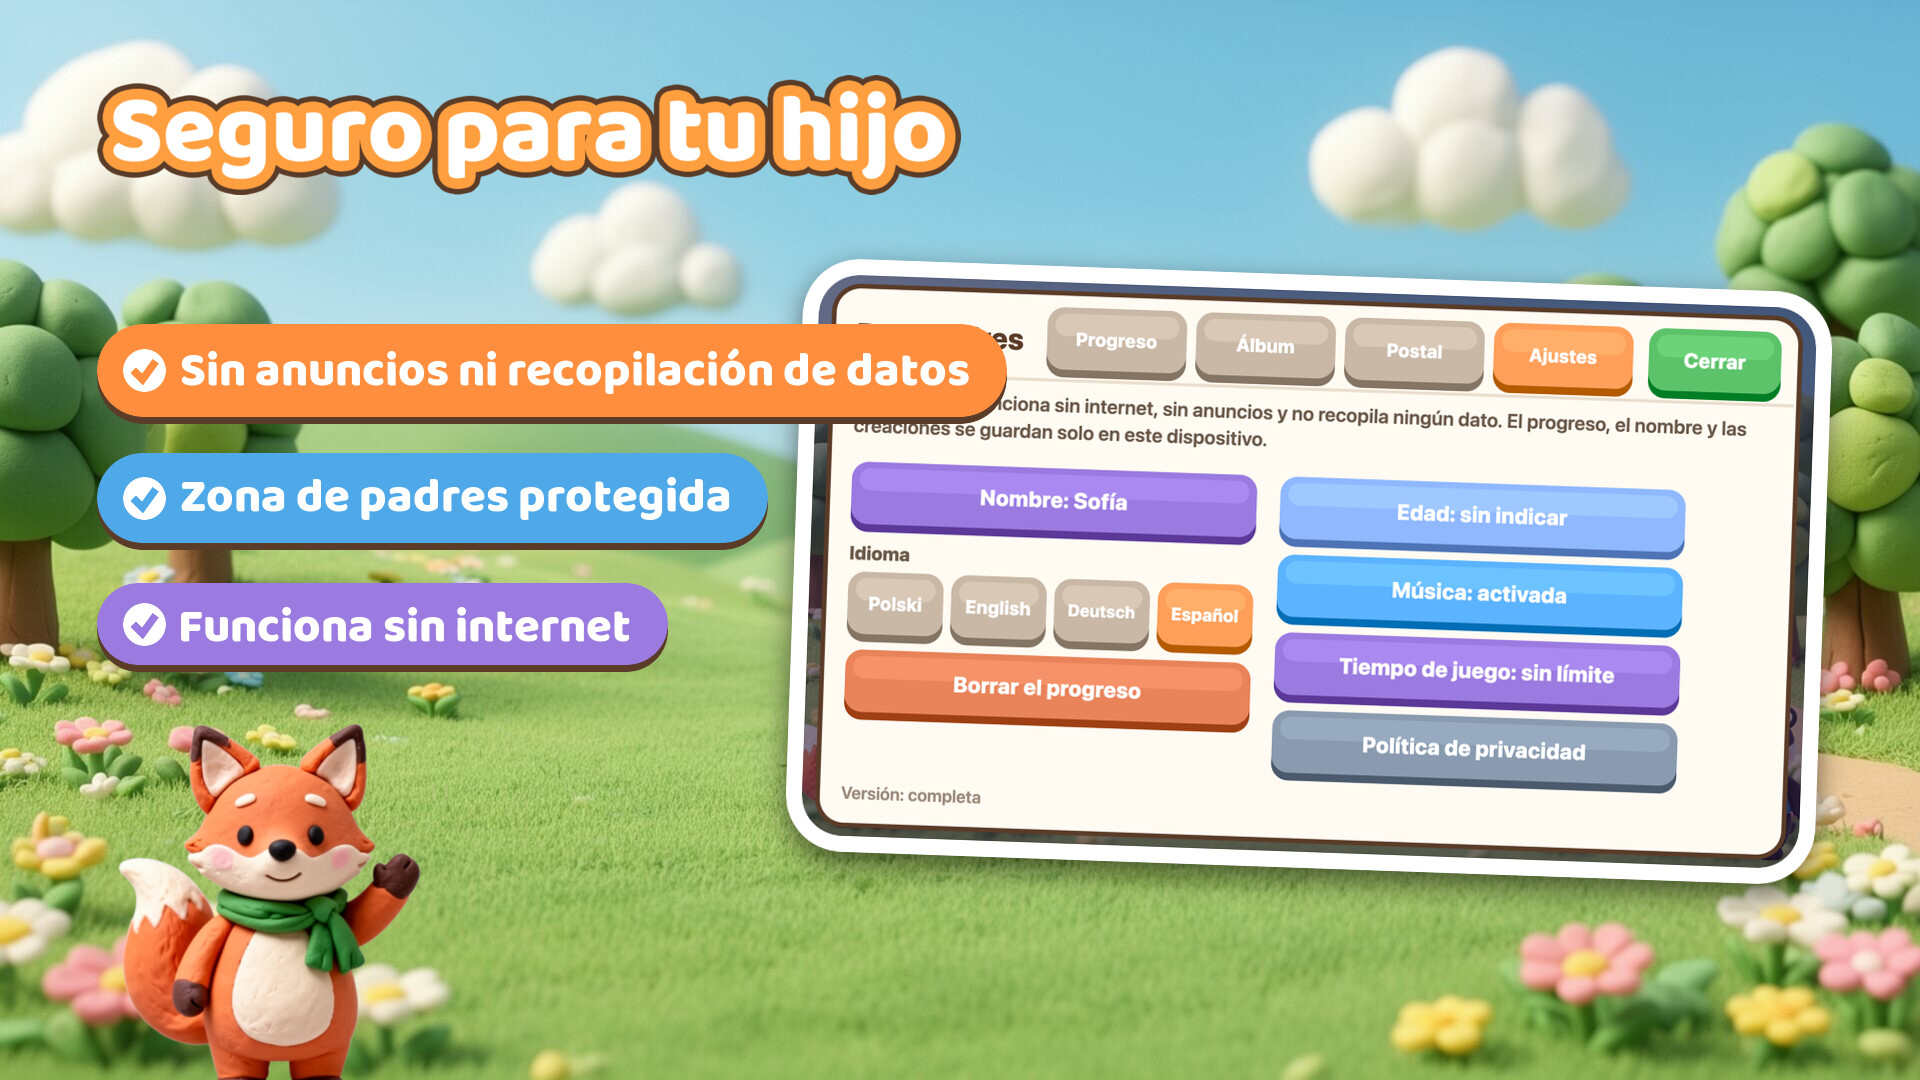 Seguro para tu hijo
Sin anuncios ni recopilación de datos
Zona de padres protegida
Funciona sin internet
Progreso
Álbum
Postal
Ajustes
Cerrar
sin internet, sin anuncios y no recopila ningún dato. El progreso, el nombre y las
creaciones se guardan solo en este dispositivo.
Nombre: Sofía
Edad: sin indicar
Idioma
Polski
English
Deutsch
Español
Música: activada
Borrar el progreso
Tiempo de juego: sin límite
Política de privacidad
Versión: completa